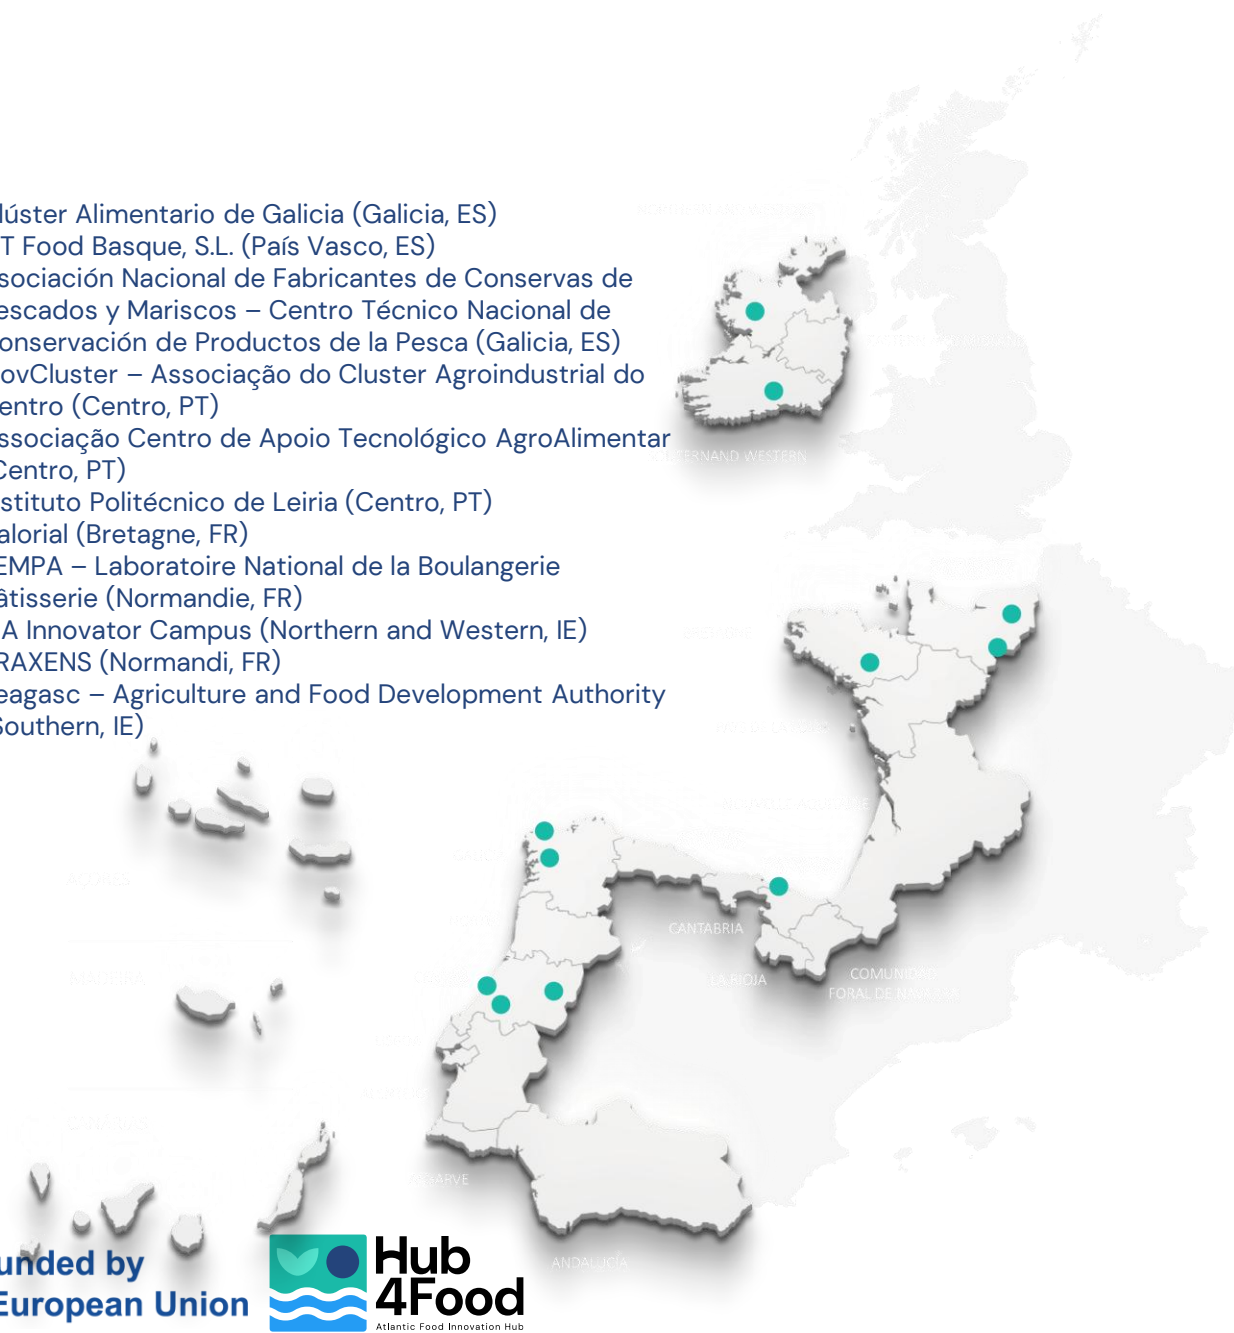 lúster Alimentario de Galicia (Galicia, ES)
T Food Basque, S.L. (País Vasco, ES)
sociación Nacional de Fabricantes de Conservas de
escados y Mariscos – Centro Técnico Nacional de
onservación de Productos de la Pesca (Galicia, ES)
ovCluster – Associação do Cluster Agroindustrial do
entro (Centro, PT)
ssociação Centro de Apoio Tecnológico AgroAlimentar
Centro, PT)
stituto Politécnico de Leiria (Centro, PT)
alorial (Bretagne, FR)
EMPA – Laboratoire National de la Boulangerie
âtisserie (Normandie, FR)
A Innovator Campus (Northern and Western, IE)
RAXENS (Normandi, FR)
eagasc – Agriculture and Food Development Authority
Southern, IE)
ERNAND WESTERN
AÇORES
CANTABRIA
LA RIOJA
COMUNIDAD
FORAL DE NAVARRA
MADEIRA
ARVE
ANDALUCÍA
unded by
European Union
Hub
4Food
Atlantic Food Innovation Hub